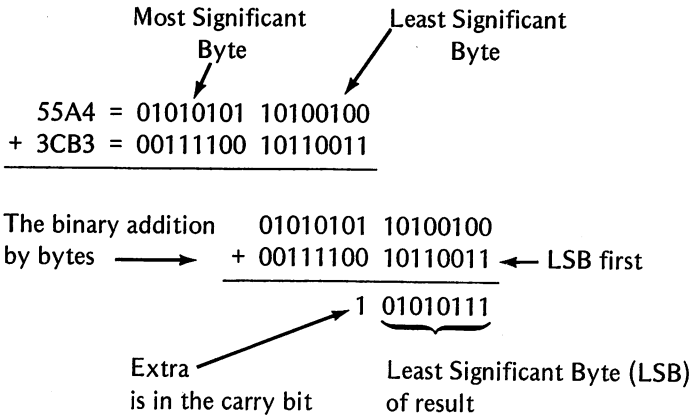 Most Significant Least Significant
Byte Byte
55A4 = 01010101 10100100
+ 3CB3 = 00111100 10110011
The binary addition 01010101 10100100
by bytes + 00111100 10110011 LSB first
1 01010111
Extra Least Significant Byte (LSB)
is in the carry bit of result